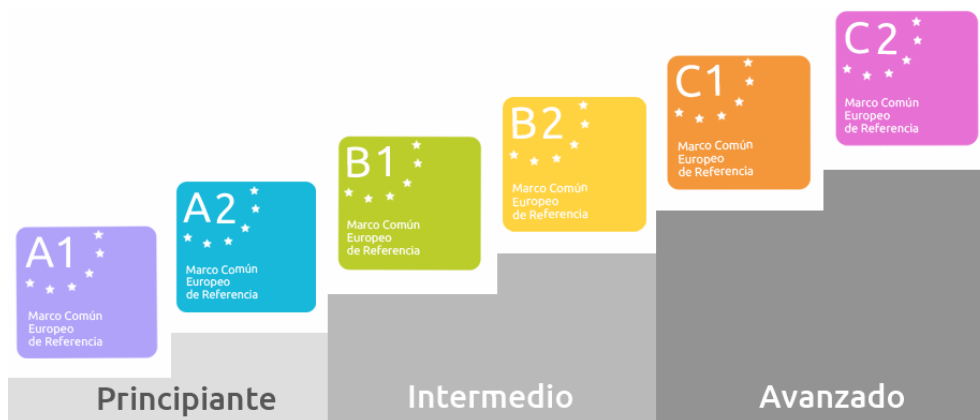 A1
Marco Común
Europeo
de Referencia
A2
Marco Común
Europeo
de Referencia
B1
Marco Común
Europeo
de Referencia
B2
Marco Común
Europeo
de Referencia
C1
Marco Común
Europeo
de Referencia
C2
Marco Común
Europeo
de Referencia
Principiante
Intermedio
Avanzado